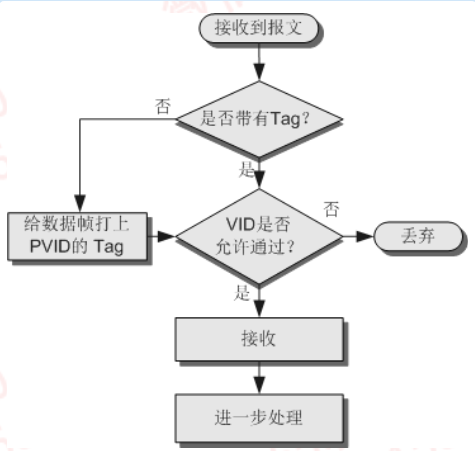 接收到报文
是否带有Tag？
否
是
给数据帧打上
PVID的 Tag
VID是否
允许通过？
否
丢弃
是
接收
进一步处理